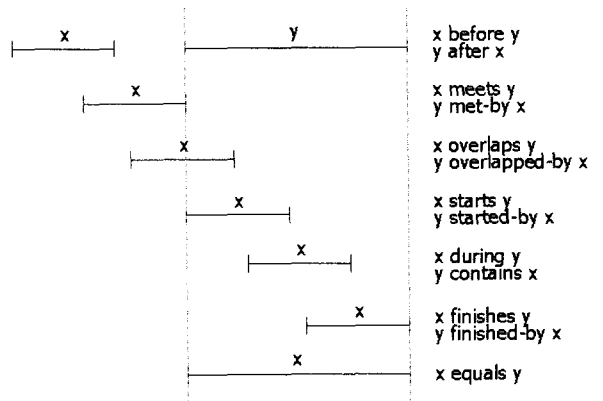 x y x before y
y after x
x x meets y
y met-by x
x x overlaps y
y overlapped-by x
x x starts y
y started-by x
x x during y
y contains x
x x finishes y
y finished-by x
x x equals y